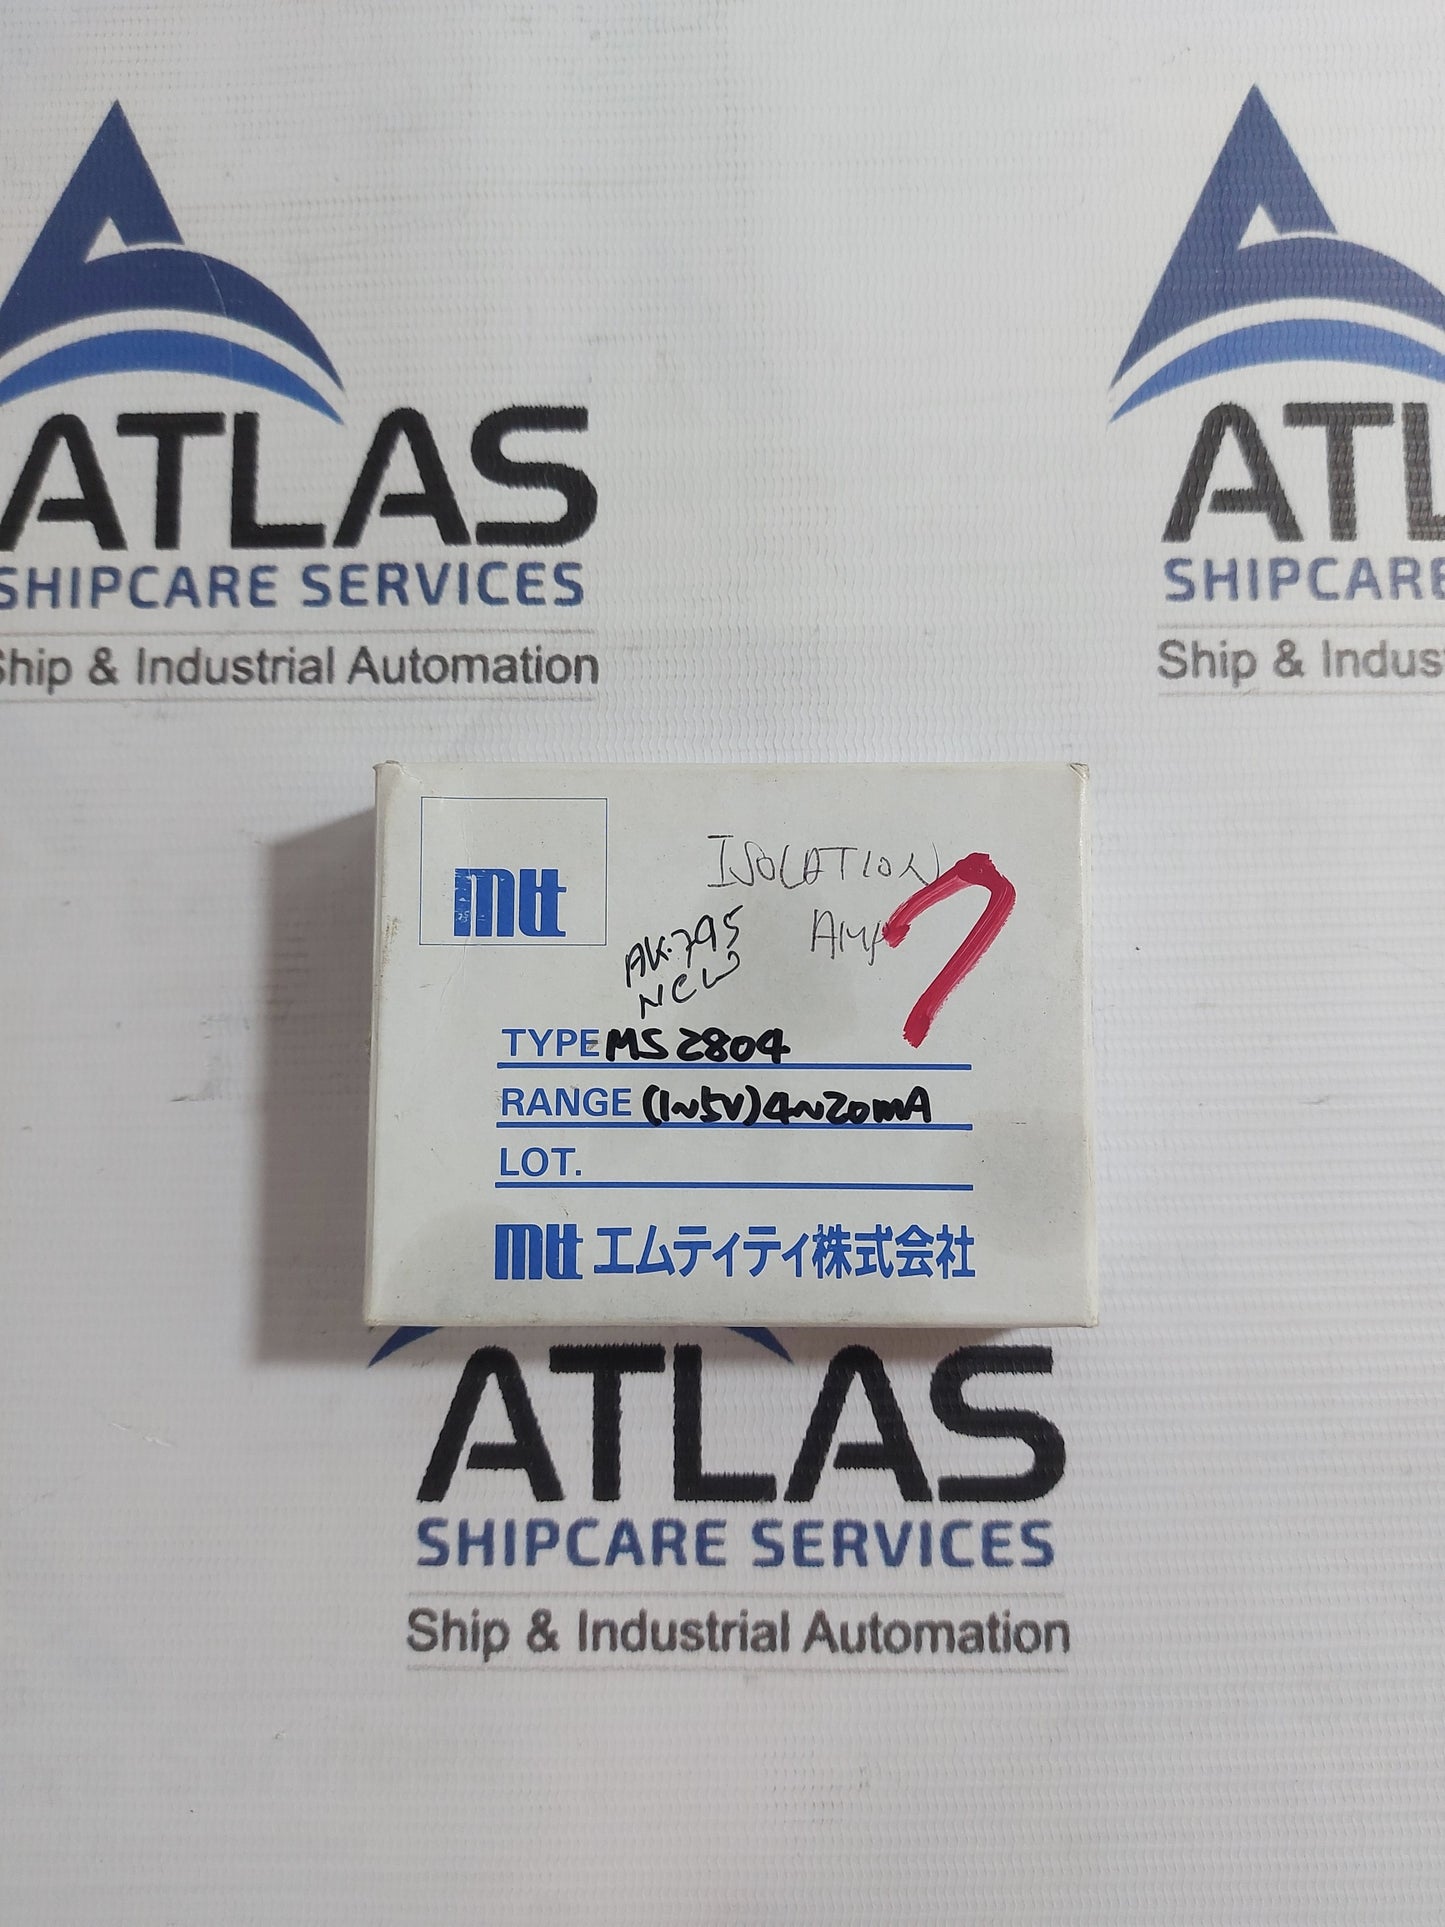 ATLAS
SHIPCARE SERVICES
Ship & Industrial Automation
ATL
SHIPCARE
Ship & Indust
mtt
ISOLATION
AMP
7
AK.795
NEW
TYPE MS 2804
RANGE (1~5V) 4~20mA
LOT.
mtt エムティティ株式会社
ATLAS
SHIPCARE SERVICES
Ship & Industrial Automation